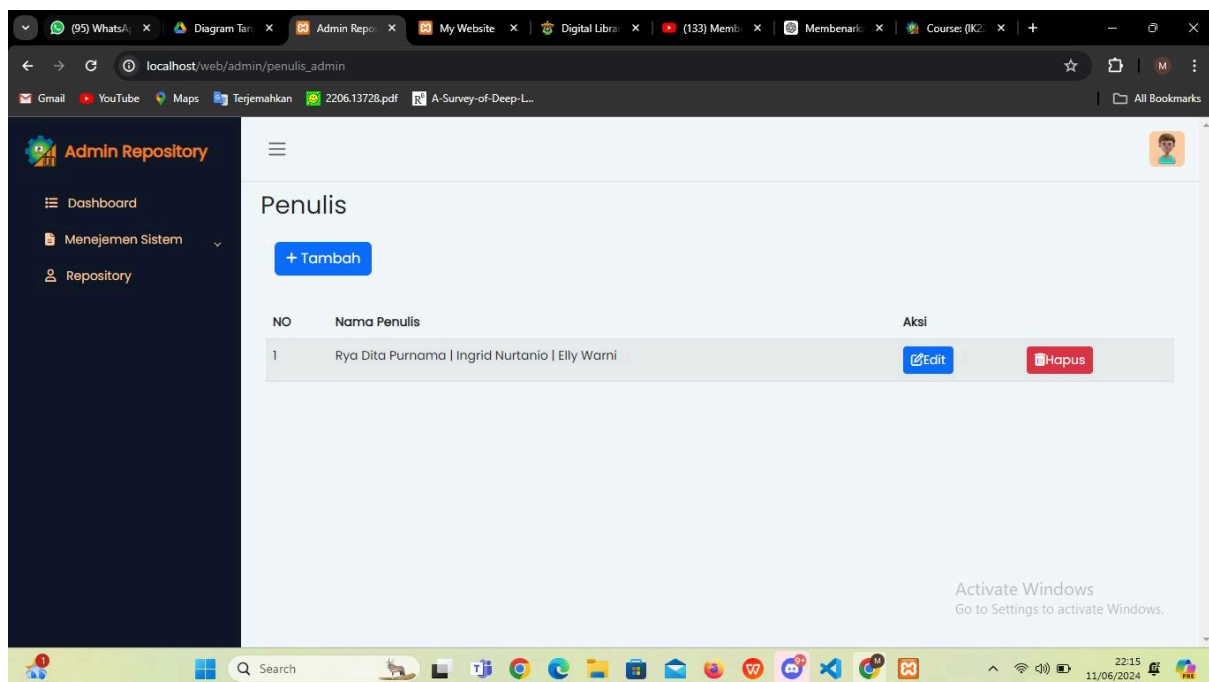 (95) WhatsA
Diagram Tan
Admin Repo
My Website
Digital Librar
(133) Memb
Membenark
Course: (IK2
localhost/web/admin/penulis_admin
M
Gmail
YouTube
Maps
Terjemahkan
2206.13728.pdf
R⁶ A-Survey-of-Deep-L...
All Bookmarks
Admin Repository
Dashboard
Menejemen Sistem
Repository
Penulis
+ Tambah
NO Nama Penulis Aksi
1 Rya Dita Purnama | Ingrid Nurtanio | Elly Warni Edit Hapus
Activate Windows
Go to Settings to activate Windows.
1
Search
22:15
11/06/2024
PRE